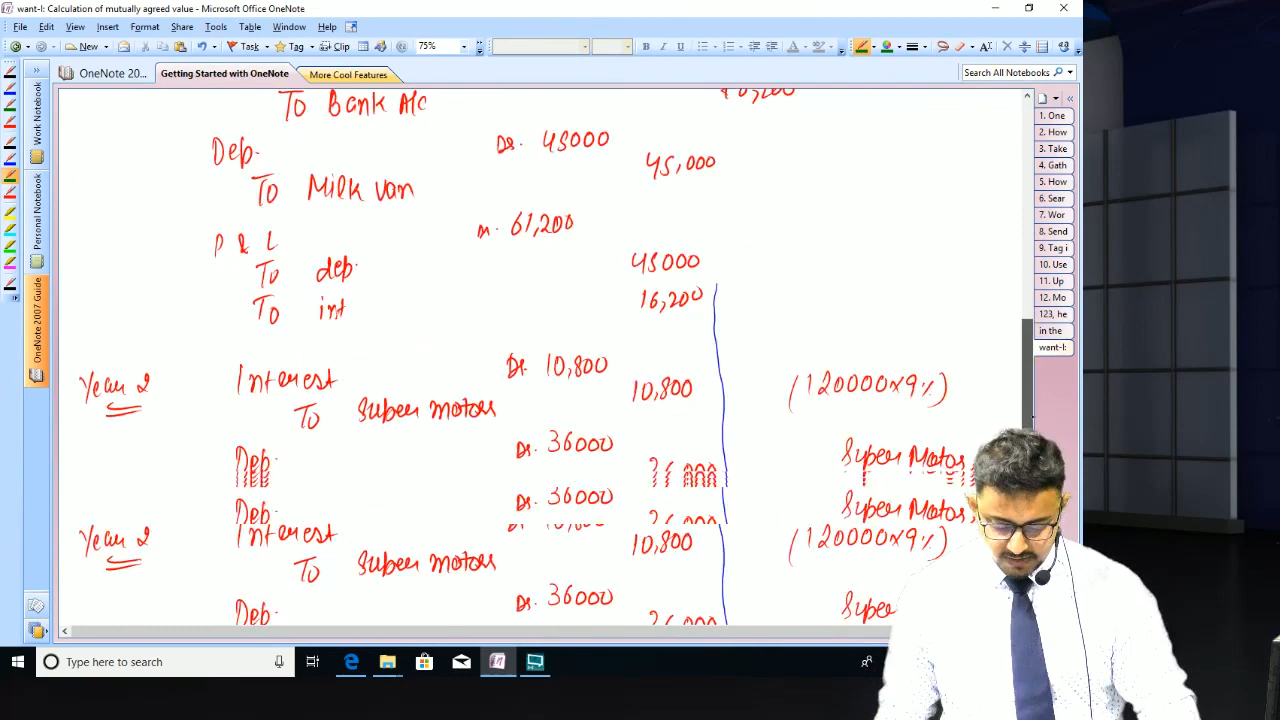 want-l: Calculation of mutually agreed value - Microsoft Office OneNote
File Edit View Insert Format Share Tools Table Window Help
New Task Tag Clip 75%
OneNote 20... Getting Started with OneNote More Cool Features Search All Notebooks
Work Notebook
Personal Notebook
OneNote 2007 Guide
1. One
2. How
3. Take
4. Gath
5. How
6. Sear
7. Wor
8. Send
9. Tag i
10. Use
11. Up
12. Mo
123, he
in the
want-l:
To Bank A/c
Dep. Dr. 45000
To Milk Van 45,000
P & L Dr. 61,200
To dep. 45000
To int 16,200
Year 2 Interest Dr. 10,800
To Super Motors 10,800 (120000×9%)
Dep. Dr. 36000 Super Motors
Dep. Dr. 36000 Super Motors
Year 2 Interest 10,800 (120000×9%)
To Super Motors
Dep. Dr. 36000 Super
Type here to search